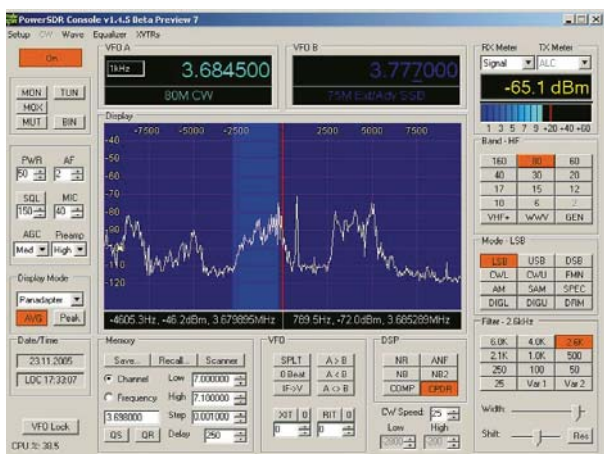 PowerSDR Console v1.4.5 Beta Preview 7
Setup CW Wave Equalizer XVTRs
On
MON TUN
MOX
MUT BIN
PWR AF
50 2
SQL MIC
150 40
AGC Preamp
Med High
Display Mode
Panadapter
AVG Peak
Date/Time
23.11.2005
LOC 17:33:07
VFO Lock
CPU %: 38.5
VFO A
1kHz 3.684500
80M CW
VFO B
3.777000
75M Ext/Adv SSB
Display
-7500 -5000 -2500 2500 5000 7500
-40
-50
-60
-70
-80
-90
-100
-110
-120
-4605.3Hz, -46.2dBm, 3.679895MHz 789.5Hz, -72.0dBm, 3.685289MHz
Memory
Save... Recall... Scanner
Channel Low 7.000000
Frequency High 7.100000
3.698000 Step 0.001000
QS QR Delay 250
VFO
SPLT A > B
0 Beat A < B
IF->V A <> B
XIT 0 RIT 0
0 0
DSP
NR ANF
NB NB2
COMP CPDR
CW Speed: 25
Low High
2800 200
RX Meter TX Meter
Signal ALC
-65.1 dBm
1 3 5 7 9 +20 +40 +60
Band - HF
160 80 60
40 30 20
17 15 12
10 6 2
VHF+ WWV GEN
Mode - LSB
LSB USB DSB
CWL CWU FMN
AM SAM SPEC
DIGL DIGU DRM
Filter - 2.6kHz
6.0K 4.0K 2.6K
2.1K 1.0K 500
250 100 50
25 Var 1 Var 2
Width:
Shift: Res